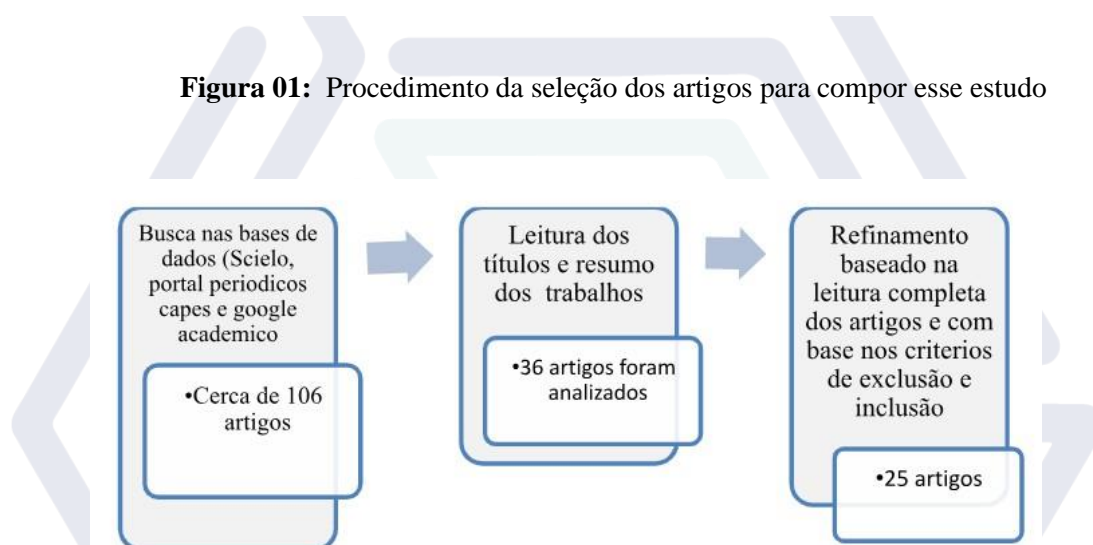 Figura 01: Procedimento da seleção dos artigos para compor esse estudo
Busca nas bases de
dados (Scielo,
portal periodicos
capes e google
academico
•Cerca de 106
artigos
Leitura dos
títulos e resumo
dos trabalhos
•36 artigos foram
analizados
Refinamento
baseado na
leitura completa
dos artigos e com
base nos criterios
de exclusão e
inclusão
•25 artigos